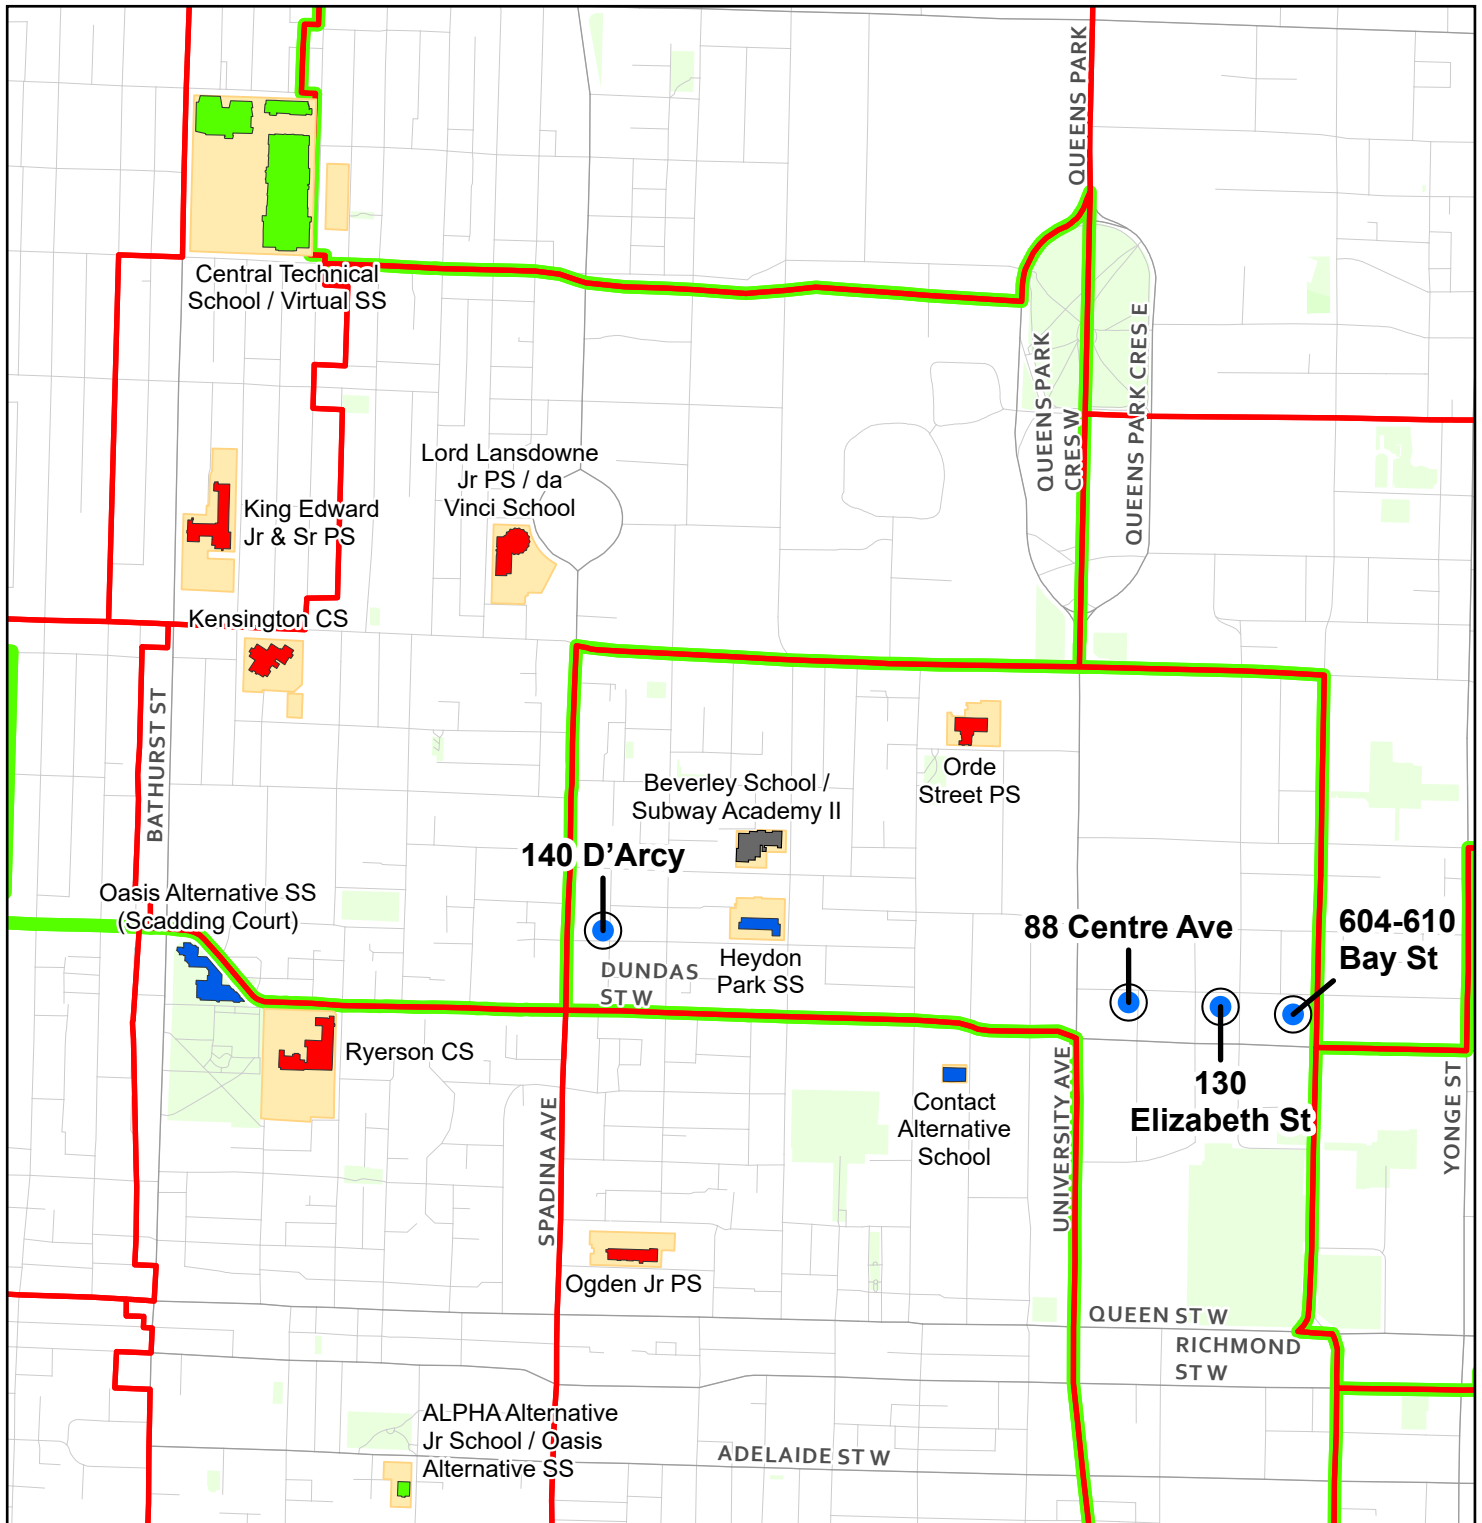 QUEENS PARK
Central Technical
School / Virtual SS
QUEENS PARK
CRES W
QUEENS PARK CRES E
Lord Lansdowne
Jr PS / da
Vinci School
King Edward
Jr & Sr PS
Kensington CS
BATHURST ST
Orde
Street PS
Beverley School /
Subway Academy II
140 D’Arcy
Oasis Alternative SS
(Scadding Court)
88 Centre Ave
604-610
Bay St
Heydon
Park SS
DUNDAS
ST W
Ryerson CS
130
Elizabeth St
Contact
Alternative
School
SPADINA AVE
UNIVERSITY AVE
YONGE ST
Ogden Jr PS
QUEEN ST W
RICHMOND
ST W
ALPHA Alternative
Jr School / Oasis
Alternative SS
ADELAIDE ST W